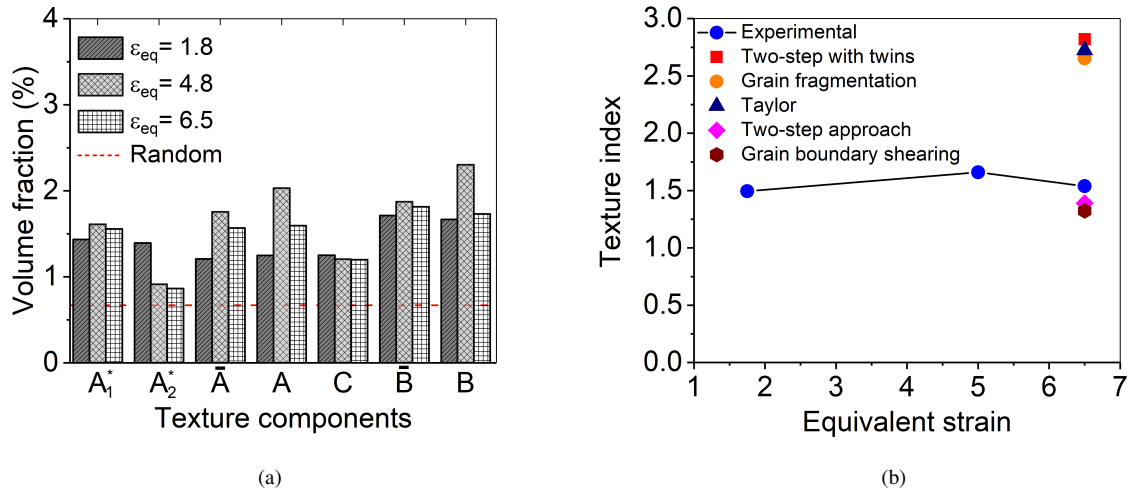 4
3
2
1
0
Volume fraction (%)
ε_eq= 1.8
ε_eq= 4.8
ε_eq= 6.5
Random
A₁* A₂* Ā A C B̄ B
Texture components
(a)
3.0
2.5
2.0
1.5
1.0
0.5
0.0
Texture index
Experimental
Two-step with twins
Grain fragmentation
Taylor
Two-step approach
Grain boundary shearing
1 2 3 4 5 6 7
Equivalent strain
(b)